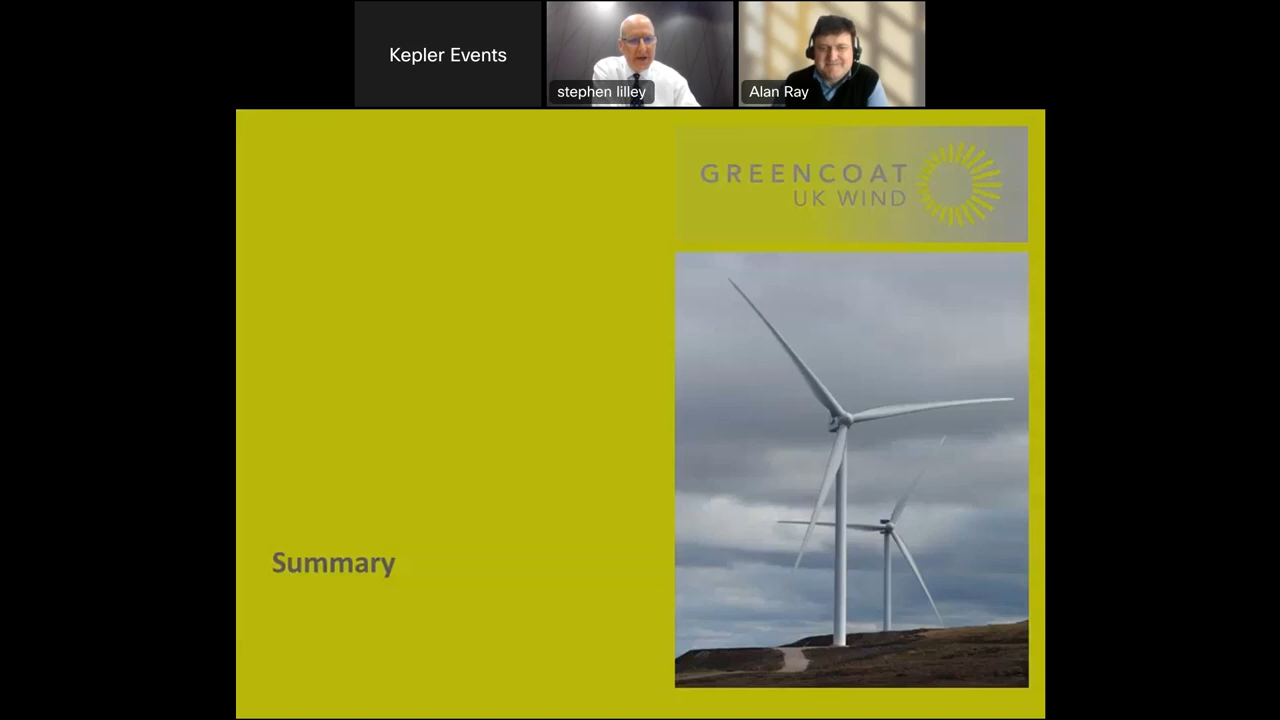 Kepler Events
stephen lilley
Alan Ray
GREENCOAT
UK WIND
Summary